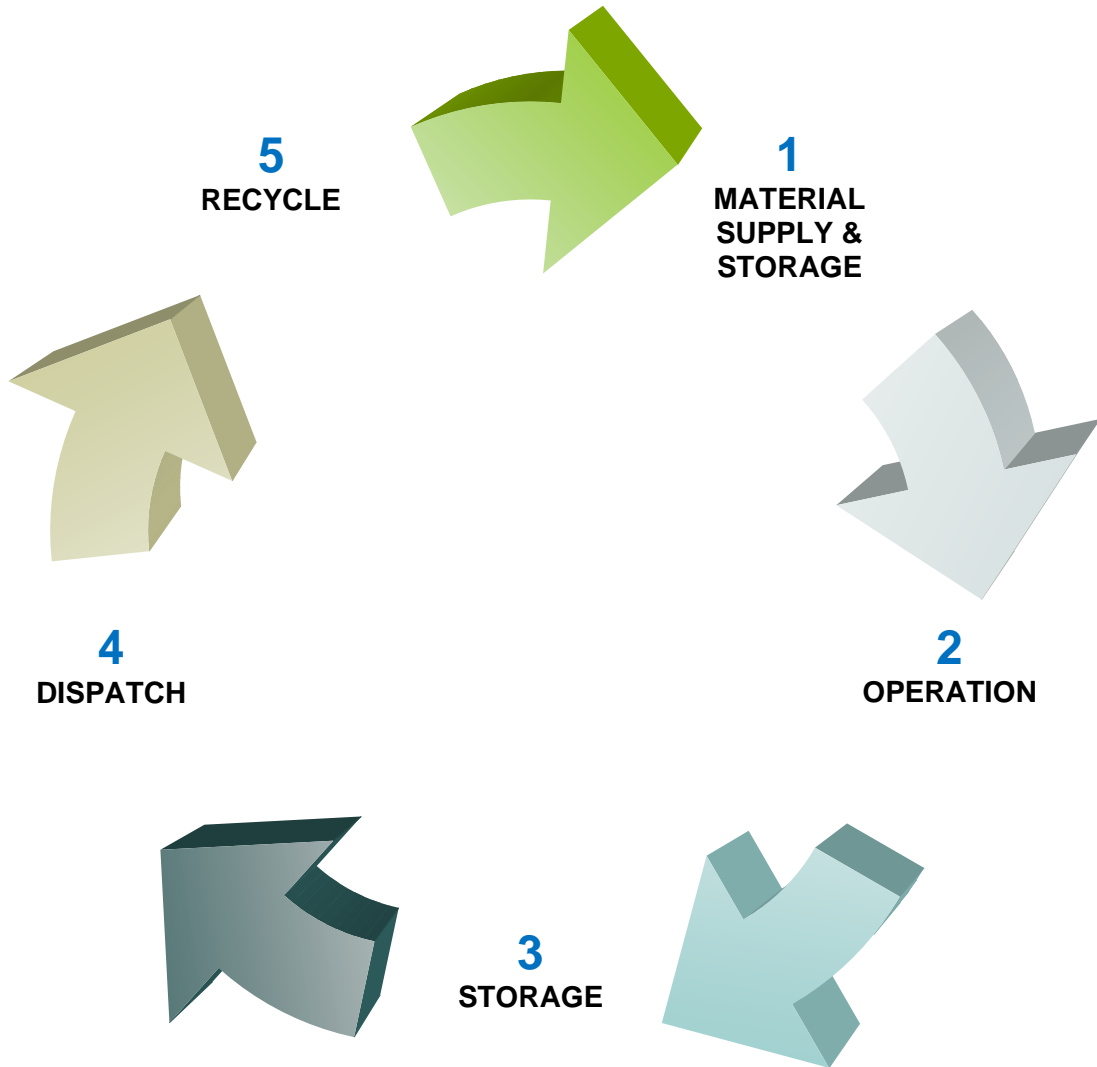 1
MATERIAL
SUPPLY &
STORAGE
2
OPERATION
3
STORAGE
4
DISPATCH
5
RECYCLE